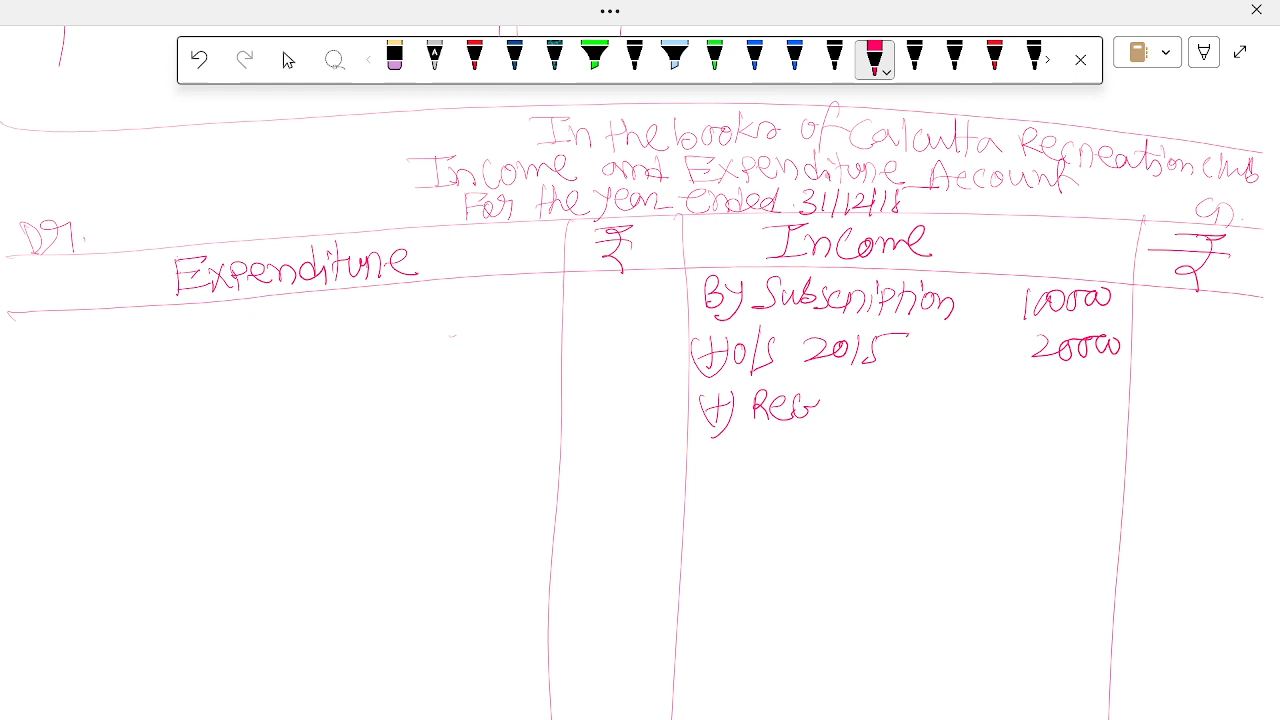 In the books of Calcutta Recreation club
Income and Expenditure Account
For the year ended 31/12/18
Dr. Cr.
Expenditure ₹ Income ₹
By Subscription 10000
(+) o/s 2015 20000
(+) Rec